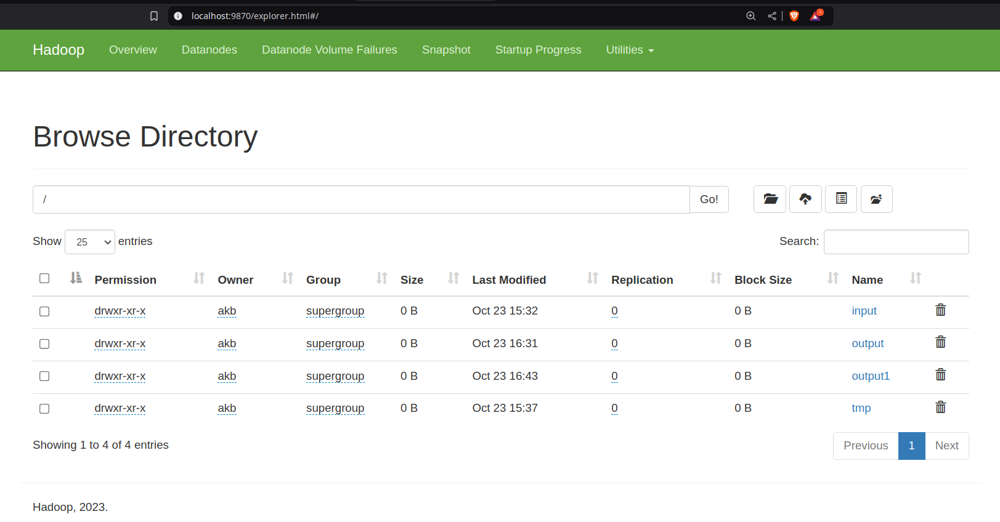 localhost:9870/explorer.html#/
Hadoop Overview Datanodes Datanode Volume Failures Snapshot Startup Progress Utilities
Browse Directory
/ Go!
Show 25 entries Search:
Permission Owner Group Size Last Modified Replication Block Size Name
drwxr-xr-x akb supergroup 0 B Oct 23 15:32 0 0 B input
drwxr-xr-x akb supergroup 0 B Oct 23 16:31 0 0 B output
drwxr-xr-x akb supergroup 0 B Oct 23 16:43 0 0 B output1
drwxr-xr-x akb supergroup 0 B Oct 23 15:37 0 0 B tmp
Showing 1 to 4 of 4 entries Previous 1 Next
Hadoop, 2023.